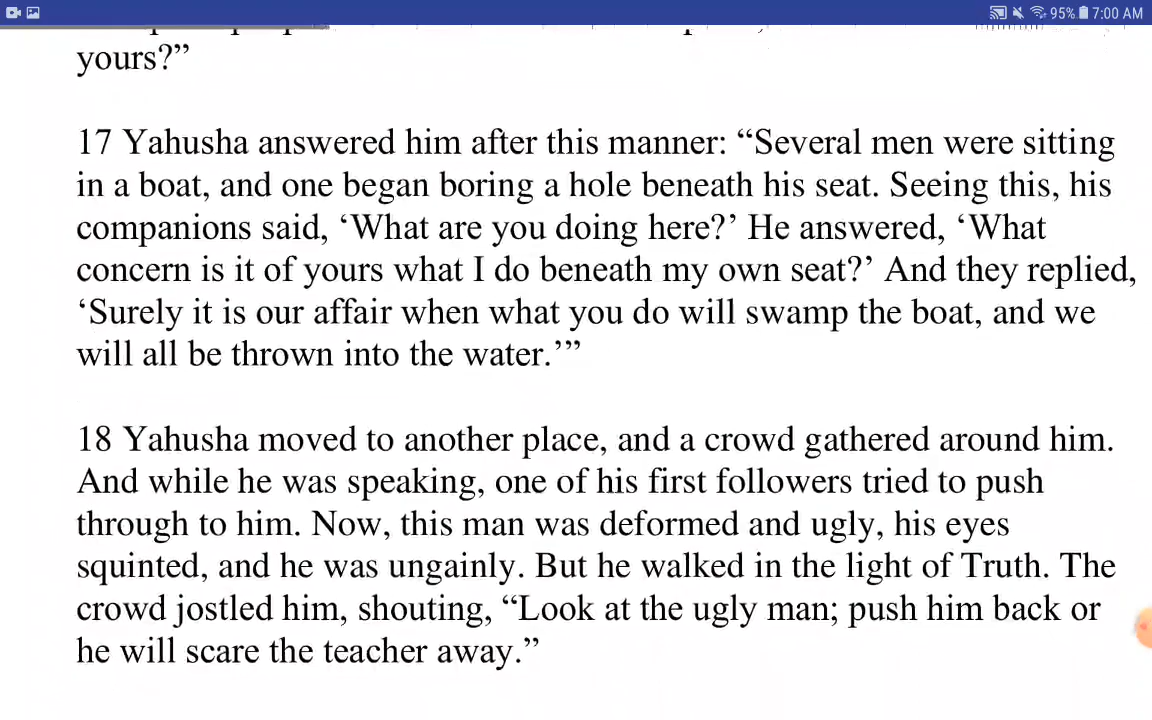 95% 7:00 AM
yours?”
17 Yahusha answered him after this manner: “Several men were sitting
in a boat, and one began boring a hole beneath his seat. Seeing this, his
companions said, ‘What are you doing here?’ He answered, ‘What
concern is it of yours what I do beneath my own seat?’ And they replied,
‘Surely it is our affair when what you do will swamp the boat, and we
will all be thrown into the water.’”
18 Yahusha moved to another place, and a crowd gathered around him.
And while he was speaking, one of his first followers tried to push
through to him. Now, this man was deformed and ugly, his eyes
squinted, and he was ungainly. But he walked in the light of Truth. The
crowd jostled him, shouting, “Look at the ugly man; push him back or
he will scare the teacher away.”